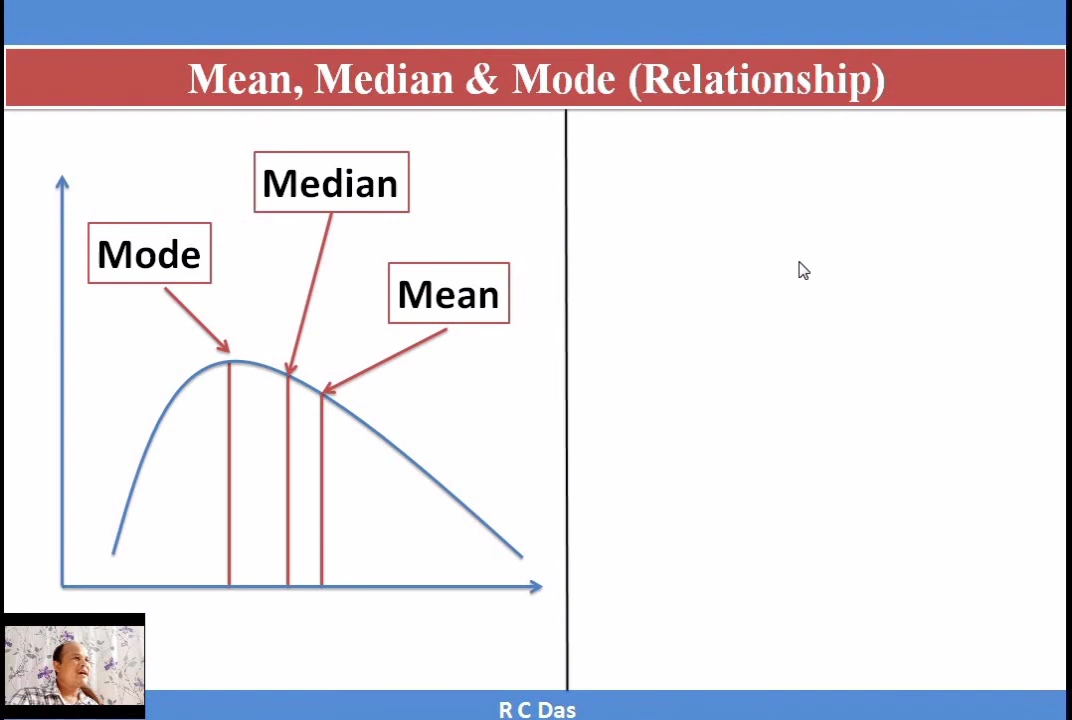 Mean, Median & Mode (Relationship)
Median
Mode
Mean
R C Das